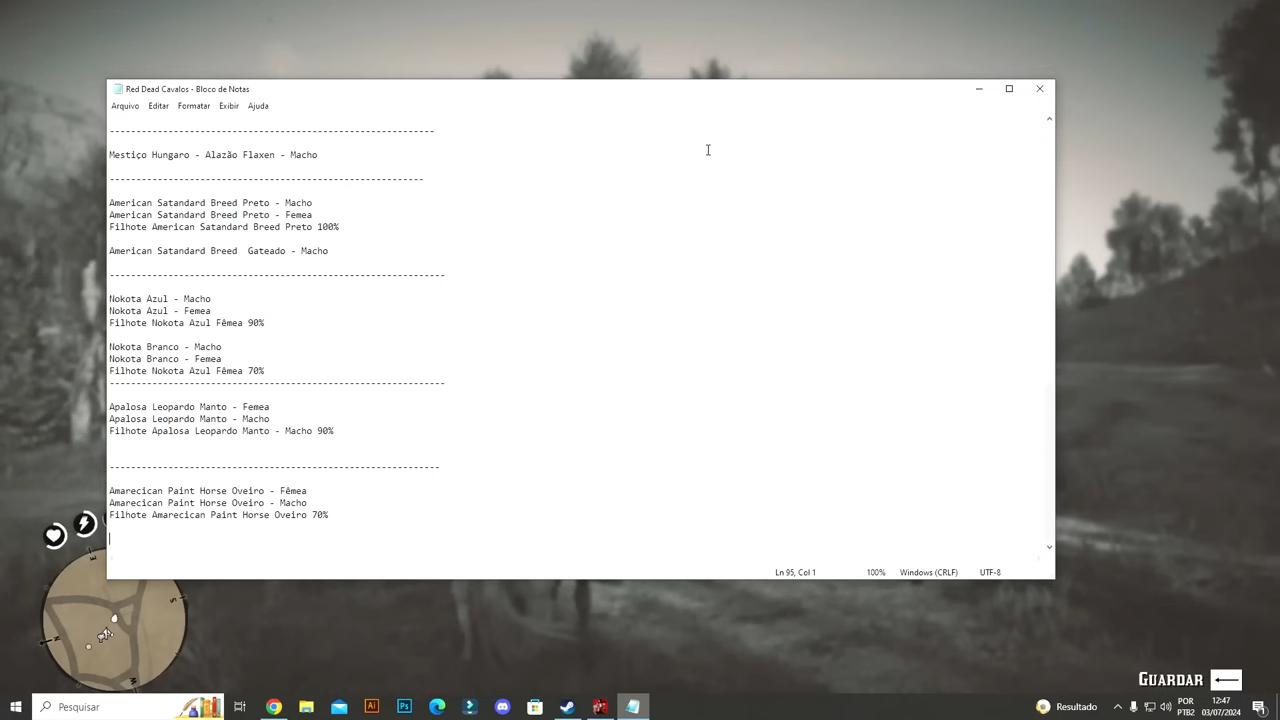 Red Dead Cavalos - Bloco de Notas
Arquivo Editar Formatar Exibir Ajuda
--------------------------------------------------------------
Mestiço Hungaro - Alazão Flaxen - Macho
------------------------------------------------------------
American Satandard Breed Preto - Macho
American Satandard Breed Preto - Femea
Filhote American Satandard Breed Preto 100%
American Satandard Breed  Gateado - Macho
----------------------------------------------------------------
Nokota Azul - Macho
Nokota Azul - Femea
Filhote Nokota Azul Fêmea 90%
Nokota Branco - Macho
Nokota Branco - Femea
Filhote Nokota Azul Fêmea 70%
----------------------------------------------------------------
Apalosa Leopardo Manto - Femea
Apalosa Leopardo Manto - Macho
Filhote Apalosa Leopardo Manto - Macho 90%
---------------------------------------------------------------
Amarecican Paint Horse Oveiro - Fêmea
Amarecican Paint Horse Oveiro - Macho
Filhote Amarecican Paint Horse Oveiro 70%
Ln 95, Col 1 100% Windows (CRLF) UTF-8
E
S
N
W
GUARDAR
Pesquisar
Ai
Ps
Resultado
POR
PTB2
12:47
03/07/2024